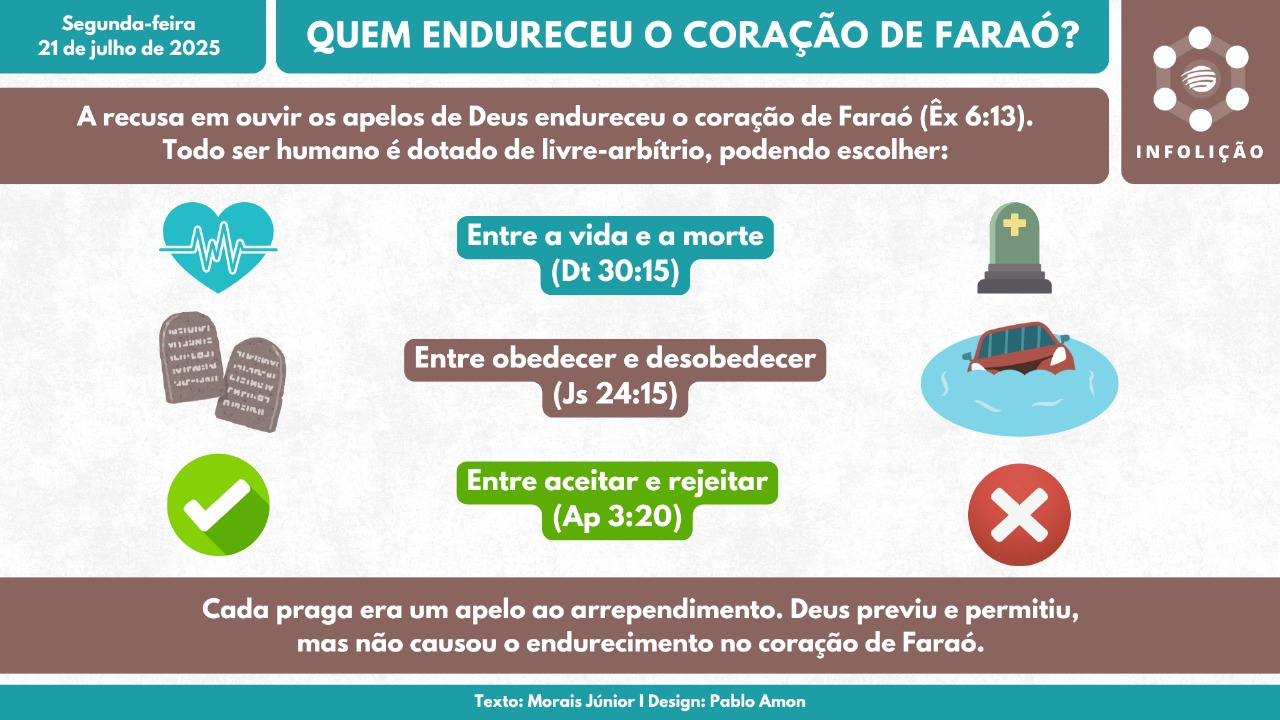 Segunda-feira
21 de julho de 2025
QUEM ENDURECEU O CORAÇÃO DE FARAÓ?
INFOLIÇÃO
A recusa em ouvir os apelos de Deus endureceu o coração de Faraó (Êx 6:13).
Todo ser humano é dotado de livre-arbítrio, podendo escolher:
Entre a vida e a morte
(Dt 30:15)
Entre obedecer e desobedecer
(Js 24:15)
Entre aceitar e rejeitar
(Ap 3:20)
Cada praga era um apelo ao arrependimento. Deus previu e permitiu,
mas não causou o endurecimento no coração de Faraó.
Texto: Morais Júnior I Design: Pablo Amon